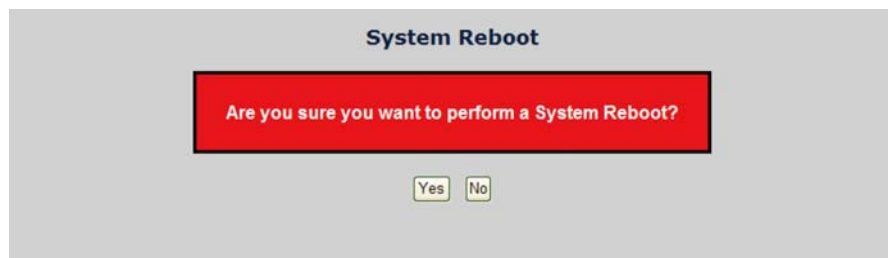 System Reboot
Are you sure you want to perform a System Reboot?
Yes No